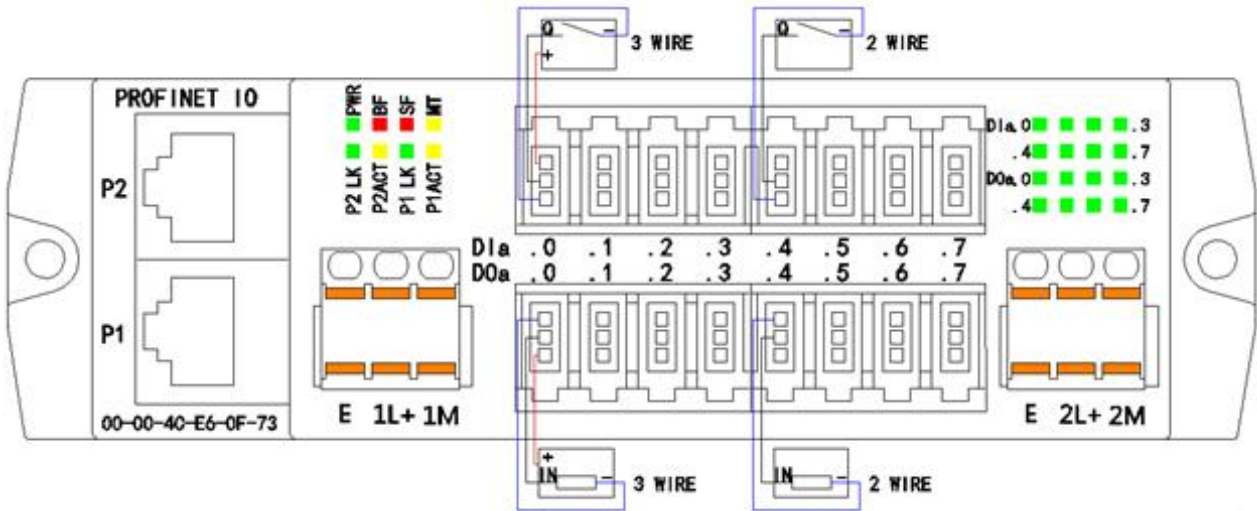 Q -
+
3 WIRE
Q -
2 WIRE
PROFINET IO
PWR
BF
SF
MT
P2 LK
P2ACT
P1 LK
P1ACT
P2
P1
00-00-4C-E6-0F-73
DIa .0 .1 .2 .3 .4 .5 .6 .7
DOa .0 .1 .2 .3 .4 .5 .6 .7
DIa.0 .3
.4 .7
DOa.0 .3
.4 .7
E 1L+ 1M
E 2L+ 2M
+
IN -
3 WIRE
IN -
2 WIRE